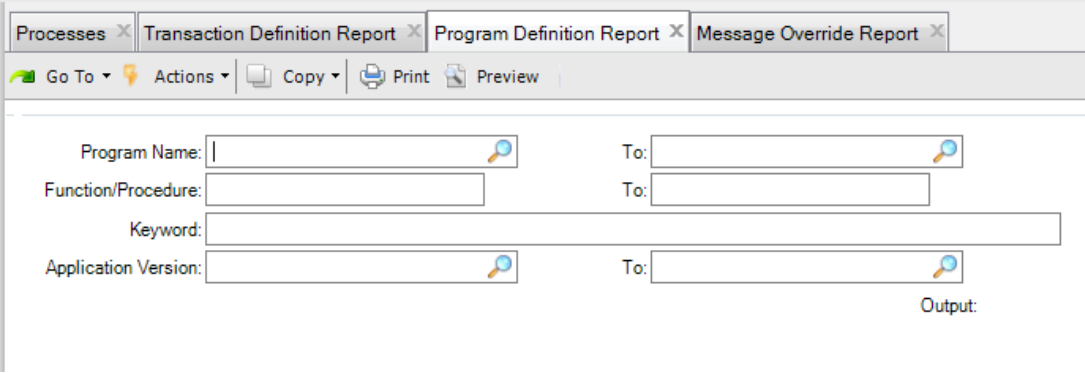 Processes Transaction Definition Report Program Definition Report Message Override Report
Go To Actions Copy Print Preview
Program Name: To:
Function/Procedure: To:
Keyword:
Application Version: To:
Output: